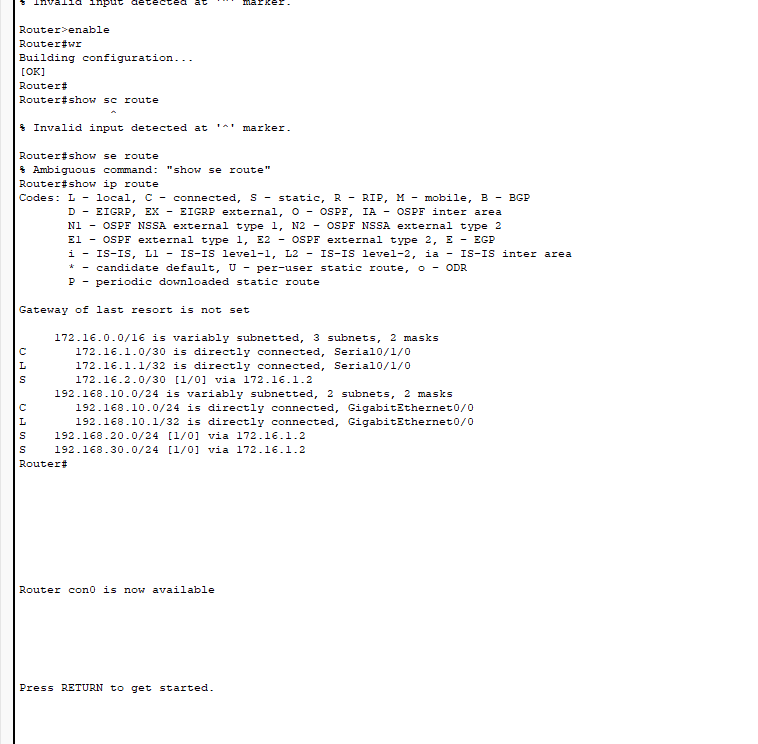 % Invalid input detected at '^' marker.
Router>enable
Router#wr
Building configuration...
[OK]
Router#
Router#show sc route
^
% Invalid input detected at '^' marker.
Router#show se route
% Ambiguous command: "show se route"
Router#show ip route
Codes: L - local, C - connected, S - static, R - RIP, M - mobile, B - BGP
D - EIGRP, EX - EIGRP external, O - OSPF, IA - OSPF inter area
N1 - OSPF NSSA external type 1, N2 - OSPF NSSA external type 2
E1 - OSPF external type 1, E2 - OSPF external type 2, E - EGP
i - IS-IS, L1 - IS-IS level-1, L2 - IS-IS level-2, ia - IS-IS inter area
* - candidate default, U - per-user static route, o - ODR
P - periodic downloaded static route
Gateway of last resort is not set
172.16.0.0/16 is variably subnetted, 3 subnets, 2 masks
C 172.16.1.0/30 is directly connected, Serial0/1/0
L 172.16.1.1/32 is directly connected, Serial0/1/0
S 172.16.2.0/30 [1/0] via 172.16.1.2
192.168.10.0/24 is variably subnetted, 2 subnets, 2 masks
C 192.168.10.0/24 is directly connected, GigabitEthernet0/0
L 192.168.10.1/32 is directly connected, GigabitEthernet0/0
S 192.168.20.0/24 [1/0] via 172.16.1.2
S 192.168.30.0/24 [1/0] via 172.16.1.2
Router#
Router con0 is now available
Press RETURN to get started.